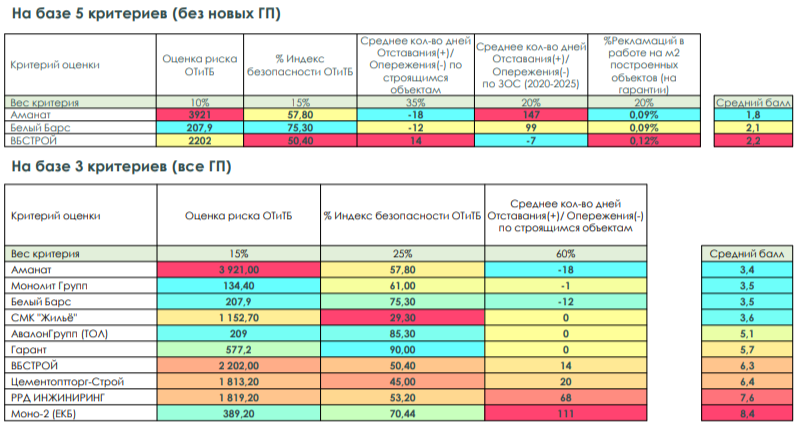 На базе 5 критериев (без новых ГП)
Критерий оценки | Оценка риска ОТиТБ | % Индекс безопасности ОТиТБ | Среднее кол-во дней Отставания(+)/ Опережения(-) по строящимся объектам | Среднее кол-во дней Отставания(+)/ Опережения(-) по ЗОС (2020-2025) | %Рекламаций в работе на м2 построенных объектов (на гарантии)
Вес критерия | 10% | 15% | 35% | 20% | 20% | Средний балл
Аманат | 3921 | 57,80 | -18 | 147 | 0,09% | 1,8
Белый Барс | 207,9 | 75,30 | -12 | 99 | 0,09% | 2,1
ВБСТРОЙ | 2202 | 50,40 | 14 | -7 | 0,12% | 2,2
На базе 3 критериев (все ГП)
Критерий оценки | Оценка риска ОТиТБ | % Индекс безопасности ОТиТБ | Среднее кол-во дней Отставания(+)/ Опережения(-) по строящимся объектам
Вес критерия | 15% | 25% | 60% | Средний балл
Аманат | 3 921,00 | 57,80 | -18 | 3,4
Монолит Групп | 134,40 | 61,00 | -1 | 3,5
Белый Барс | 207,9 | 75,30 | -12 | 3,5
СМК "Жильё" | 1 152,70 | 29,30 | 0 | 3,6
АвалонГрупп (ТОЛ) | 209 | 85,30 | 0 | 5,1
Гарант | 577,2 | 90,00 | 0 | 5,7
ВБСТРОЙ | 2 202,00 | 50,40 | 14 | 6,3
Цементоптторг-Строй | 1 813,20 | 45,00 | 20 | 6,4
РРД ИНЖИНИРИНГ | 1 819,20 | 53,20 | 68 | 7,6
Моно-2 (ЕКБ) | 389,20 | 70,44 | 111 | 8,4